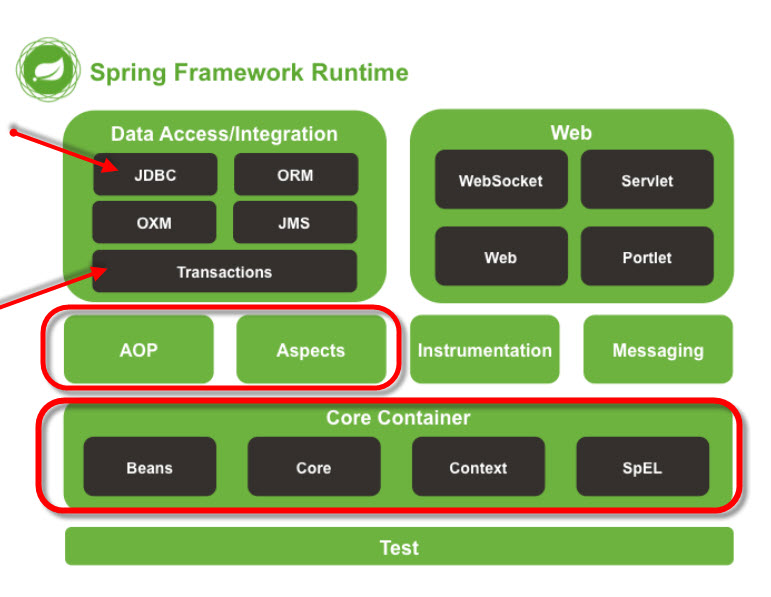 Spring Framework Runtime
Data Access/Integration
JDBC
ORM
OXM
JMS
Transactions
Web
WebSocket
Servlet
Web
Portlet
AOP
Aspects
Instrumentation
Messaging
Core Container
Beans
Core
Context
SpEL
Test